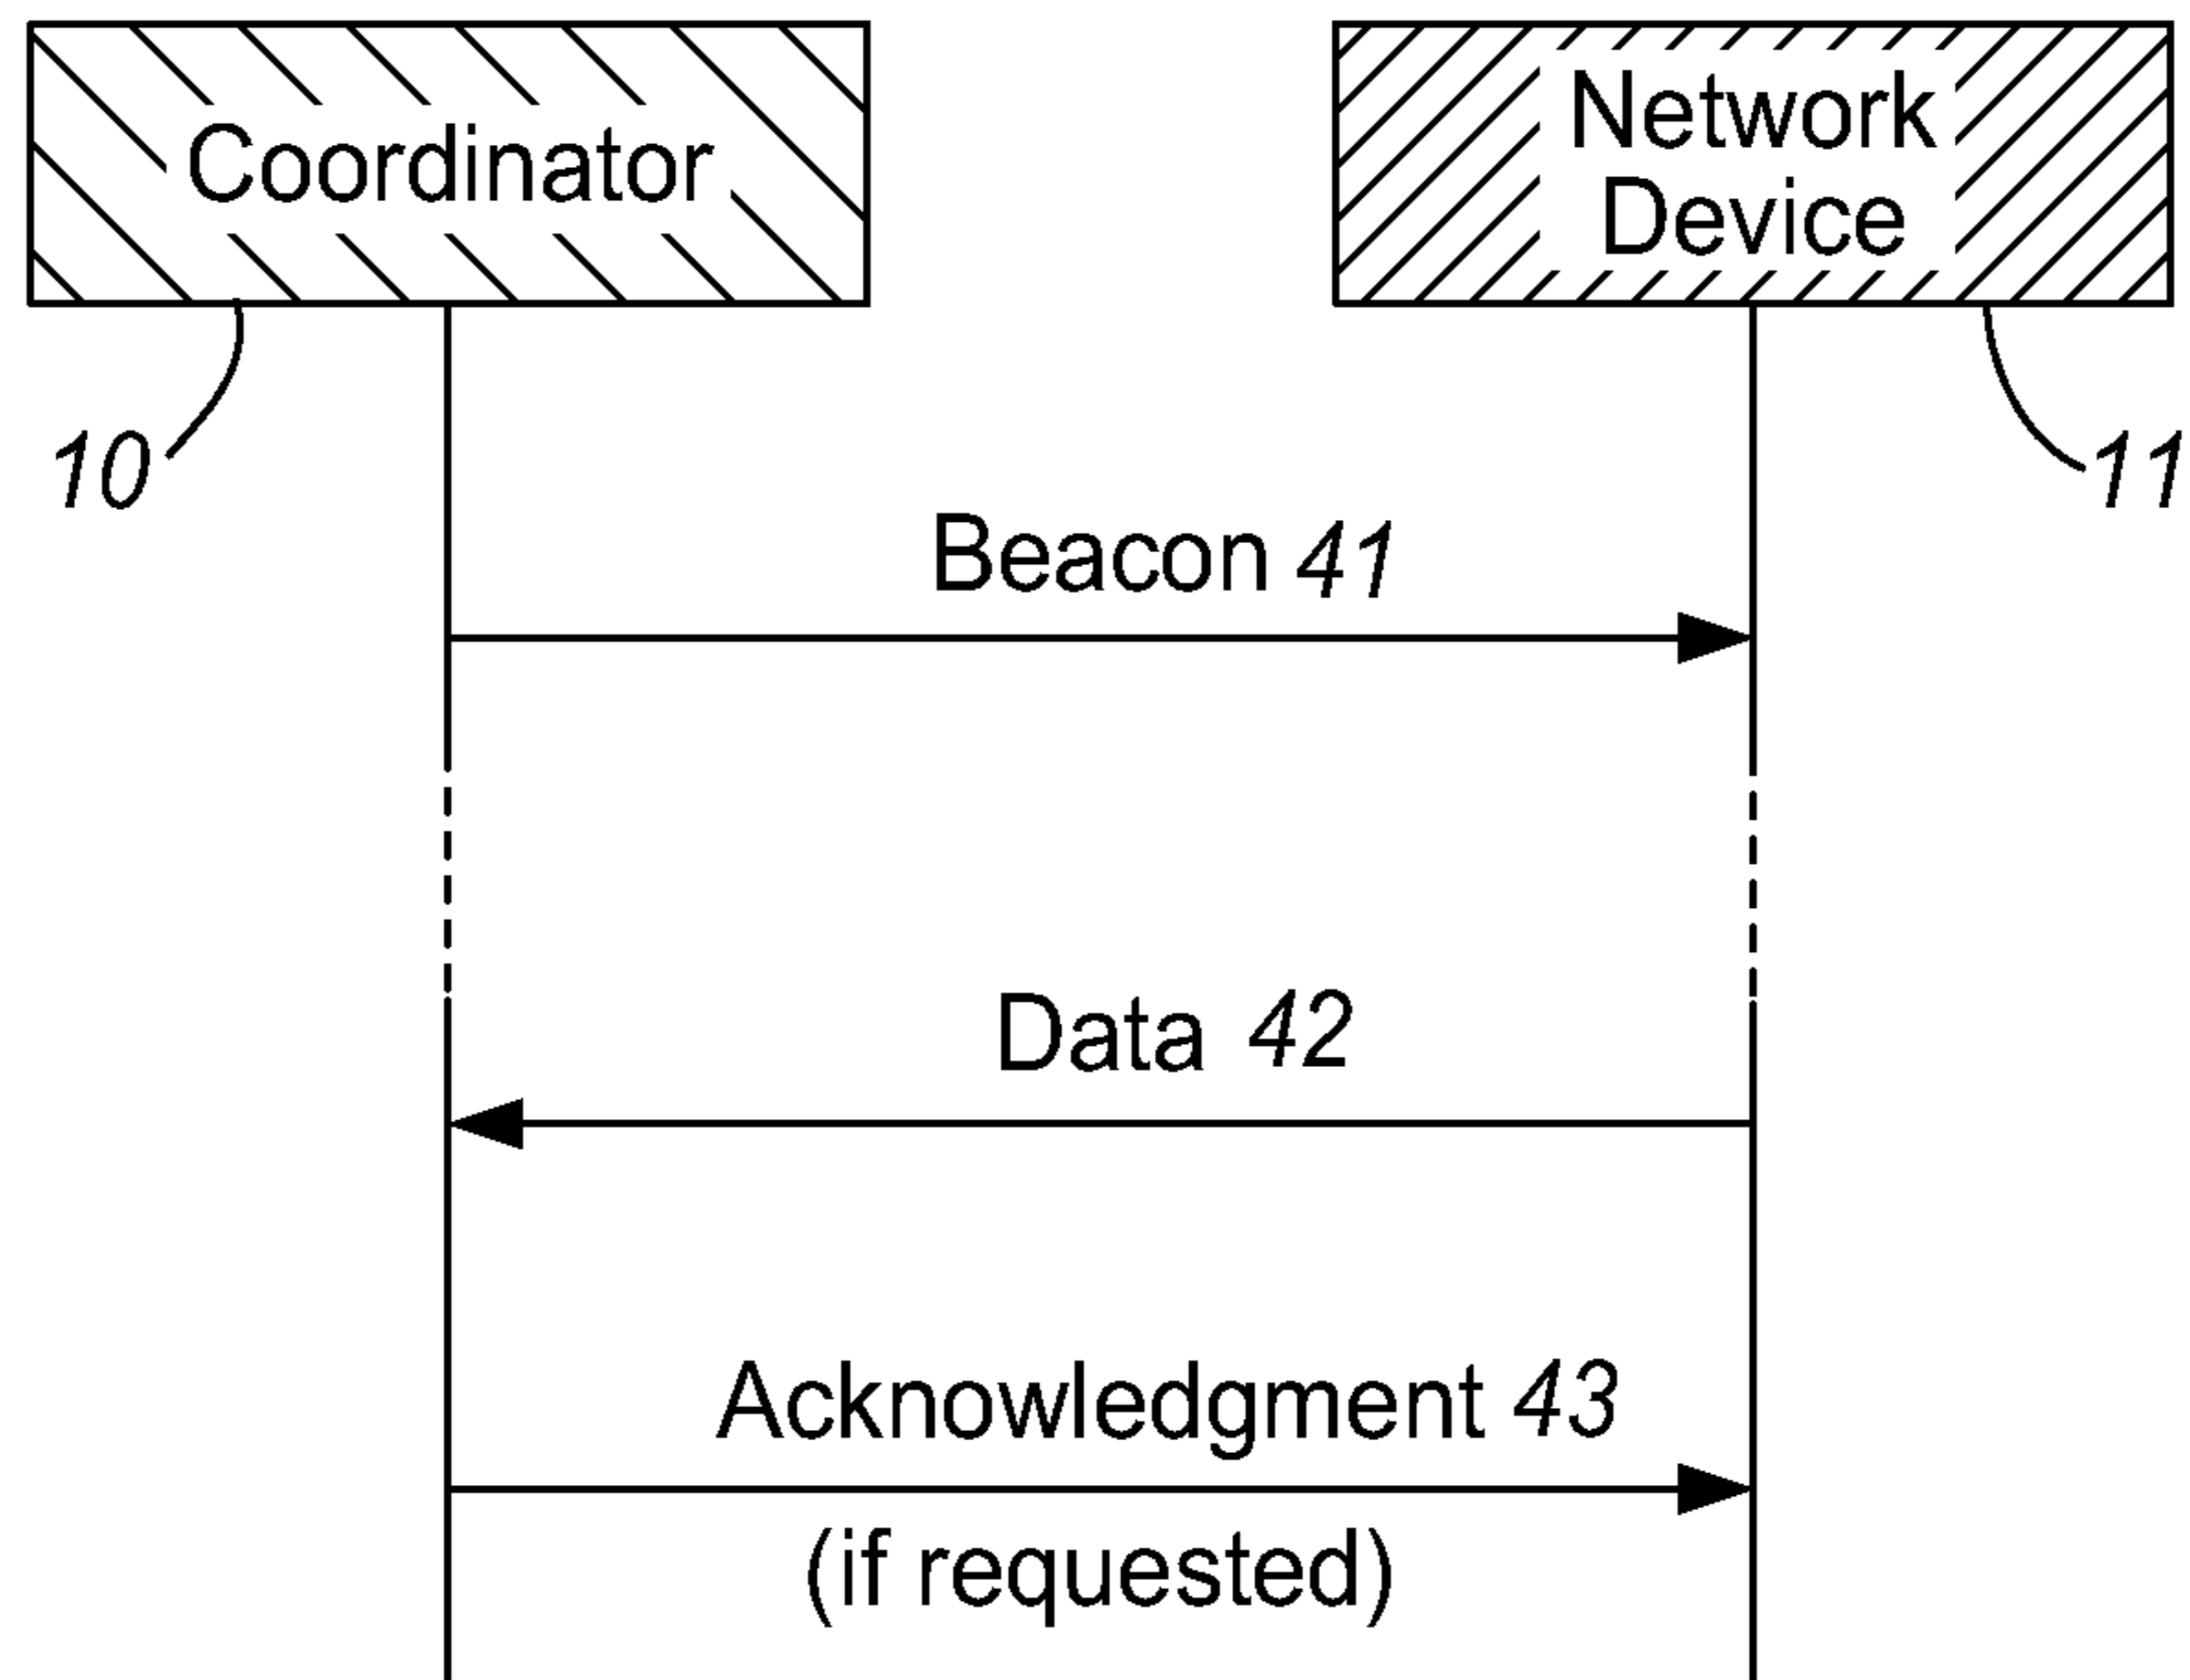 Coordinator
Network
Device
10
11
Beacon 41
Data 42
Acknowledgment 43
(if requested)